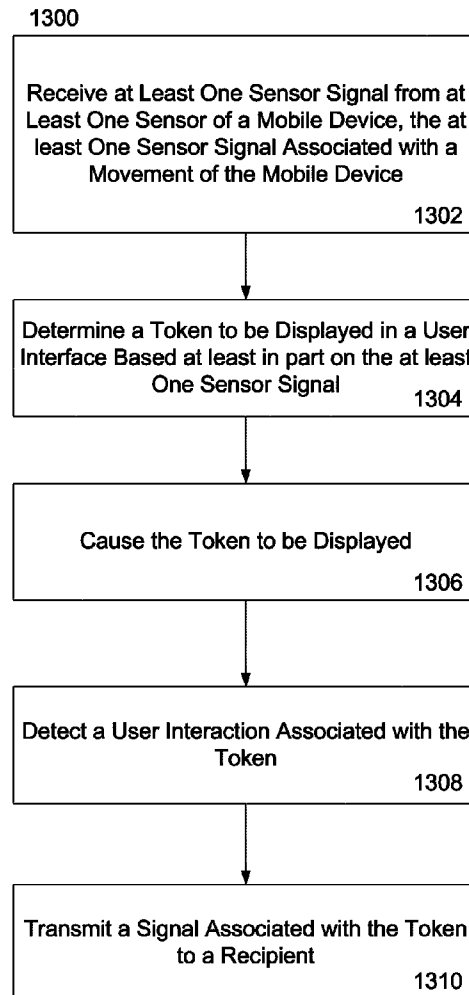 1300
Receive at Least One Sensor Signal from at
Least One Sensor of a Mobile Device, the at
least One Sensor Signal Associated with a
Movement of the Mobile Device
1302
Determine a Token to be Displayed in a User
Interface Based at least in part on the at least
One Sensor Signal
1304
Cause the Token to be Displayed
1306
Detect a User Interaction Associated with the
Token
1308
Transmit a Signal Associated with the Token
to a Recipient
1310